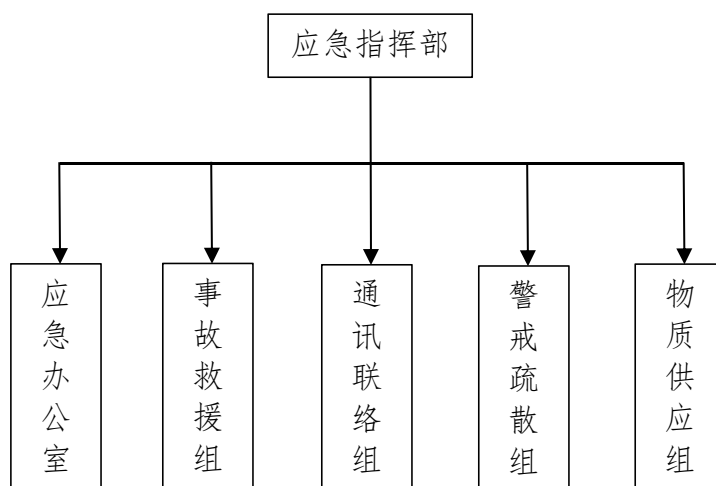 应急指挥部
应急办公室
事故救援组
通讯联络组
警戒疏散组
物质供应组